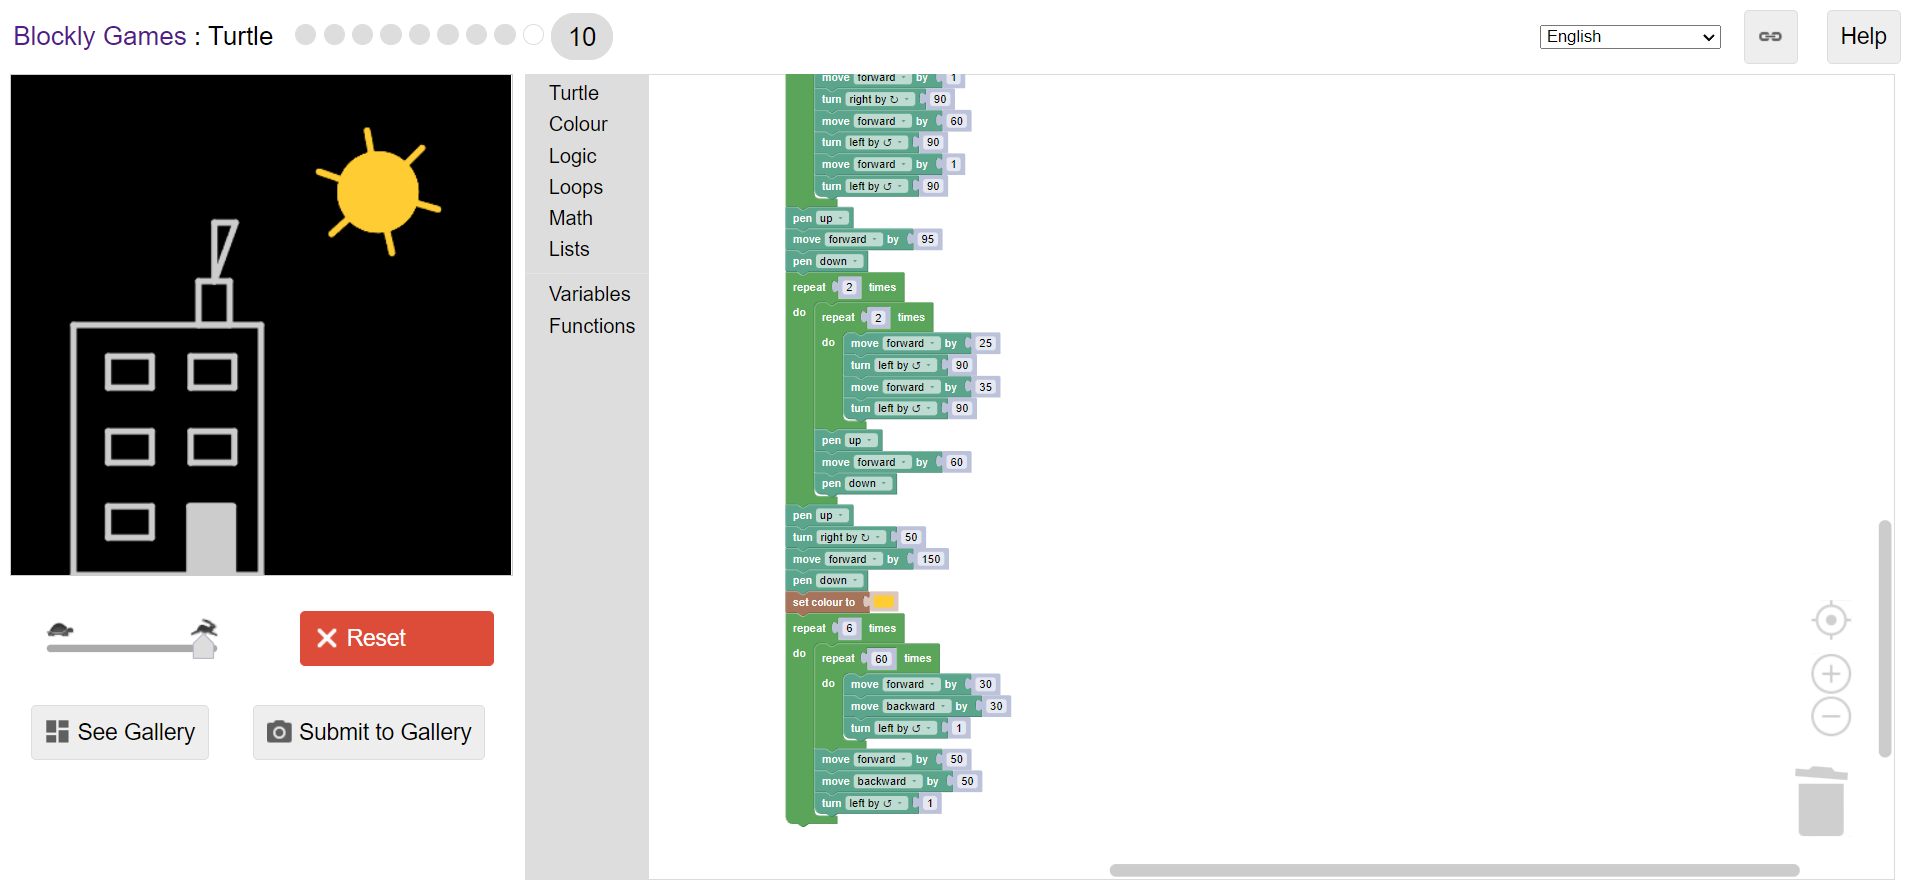 Blockly Games : Turtle 10 English Help
Turtle
Colour
Logic
Loops
Math
Lists
Variables
Functions
move forward by 1
turn right by ↻ 90
move forward by 60
turn left by ↺ 90
move forward by 1
turn left by ↺ 90
pen up
move forward by 95
pen down
repeat 2 times
do repeat 2 times
do move forward by 25
turn left by ↺ 90
move forward by 35
turn left by ↺ 90
pen up
move forward by 60
pen down
pen up
turn right by ↻ 50
move forward by 150
pen down
set colour to
repeat 6 times
do repeat 60 times
do move forward by 30
move backward by 30
turn left by ↺ 1
move forward by 50
move backward by 50
turn left by ↺ 1
Reset
See Gallery
Submit to Gallery